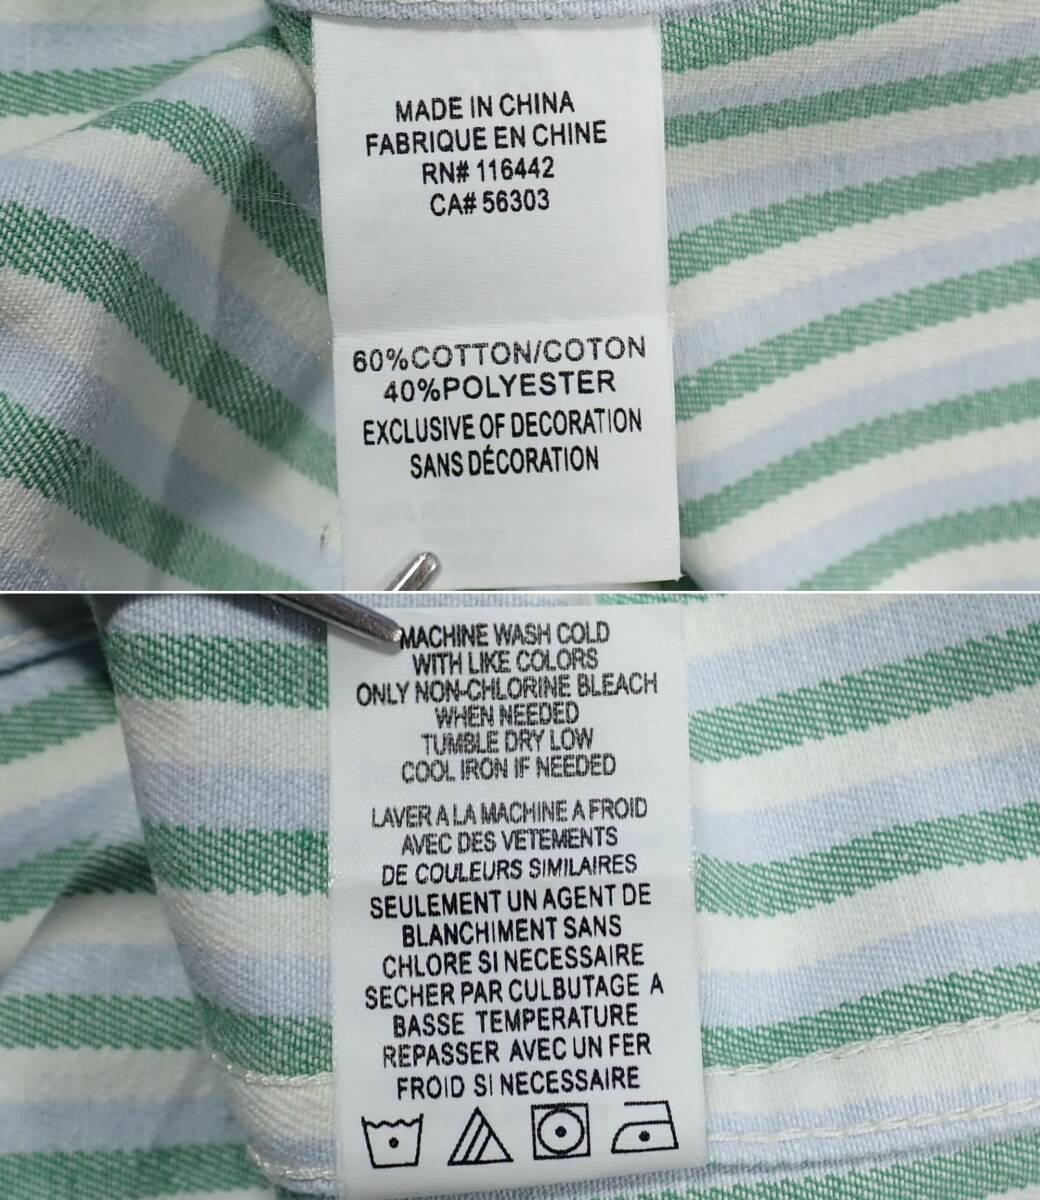 MADE IN CHINA
FABRIQUE EN CHINE
RN# 116442
CA# 56303
60%COTTON/COTON
40%POLYESTER
EXCLUSIVE OF DECORATION
SANS DÉCORATION
MACHINE WASH COLD
WITH LIKE COLORS
ONLY NON-CHLORINE BLEACH
WHEN NEEDED
TUMBLE DRY LOW
COOL IRON IF NEEDED
LAVER A LA MACHINE A FROID
AVEC DES VETEMENTS
DE COULEURS SIMILAIRES
SEULEMENT UN AGENT DE
BLANCHIMENT SANS
CHLORE SI NECESSAIRE
SECHER PAR CULBUTAGE A
BASSE TEMPERATURE
REPASSER AVEC UN FER
FROID SI NECESSAIRE